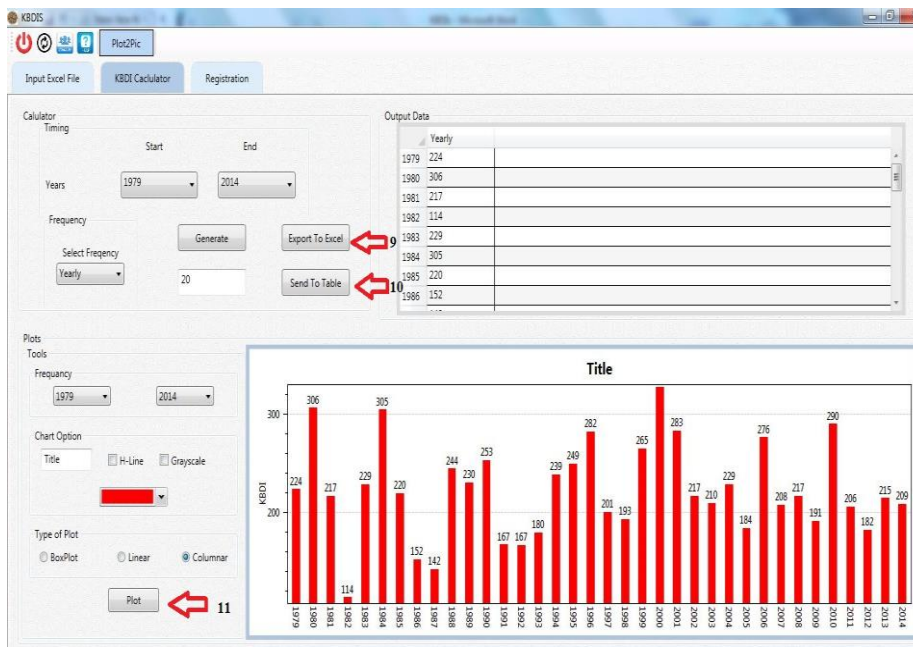 KBDIS
Plot2Pic
Input Excel File KBDI Caclulator Registration
Calulator
Timing
Start End
Years 1979 2014
Frequency
Select Freqency
Yearly
Generate
Export To Excel 9
20
Send To Table 10
Output Data
Yearly
1979 224
1980 306
1981 217
1982 114
1983 229
1984 305
1985 220
1986 152
Plots
Tools
Frequancy
1979 2014
Chart Option
Title H-Line Grayscale
Type of Plot
BoxPlot Linear Columnar
Plot 11
Title
KBDI
300
200
224 306 217 114 229 305 220 152 142 244 230 253 167 167 180 239 249 282 201 193 265 283 217 210 229 184 276 208 217 191 290 206 182 215 209
1979 1980 1981 1982 1983 1984 1985 1986 1987 1988 1989 1990 1991 1992 1993 1994 1995 1996 1997 1998 1999 2000 2001 2002 2003 2004 2005 2006 2007 2008 2009 2010 2011 2012 2013 2014